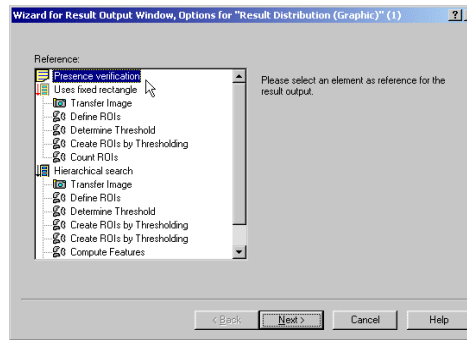 Wizard for Result Output Window, Options for "Result Distribution (Graphic)" (1)
Reference:
Presence verification
Uses fixed rectangle
Transfer Image
Define ROIs
Determine Threshold
Create ROIs by Thresholding
Count ROIs
Hierarchical search
Transfer Image
Define ROIs
Determine Threshold
Create ROIs by Thresholding
Create ROIs by Thresholding
Compute Features
Please select an element as reference for the
result output.
< Back
Next >
Cancel
Help